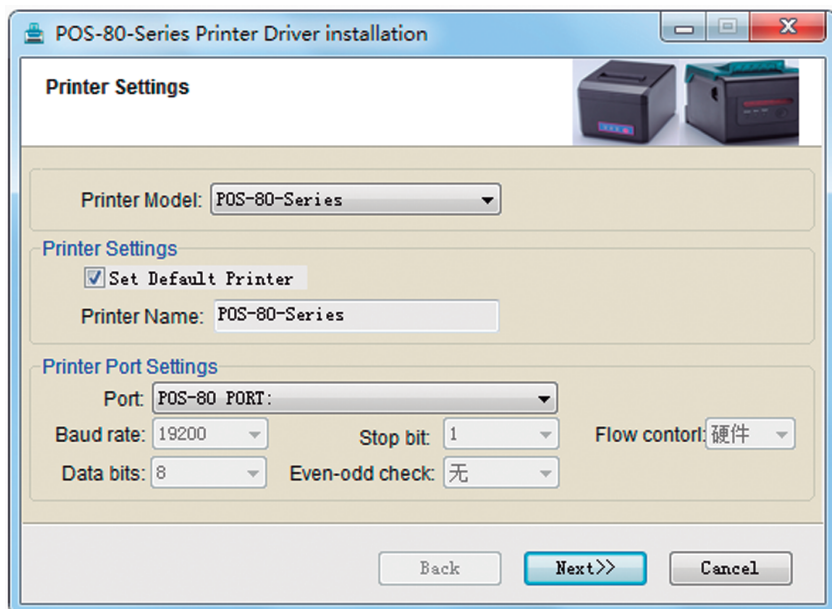 POS-80-Series Printer Driver installation
Printer Settings
Printer Model: POS-80-Series
Printer Settings
Set Default Printer
Printer Name: POS-80-Series
Printer Port Settings
Port: POS-80 PORT:
Baud rate: 19200 Stop bit: 1 Flow contorl: 硬件
Data bits: 8 Even-odd check: 无
Back Next>> Cancel